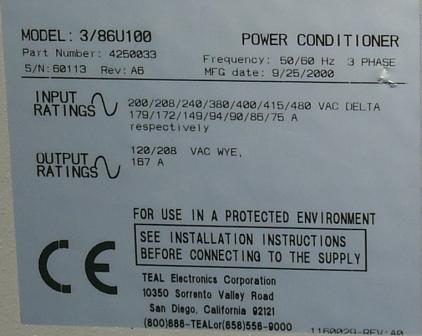 MODEL: 3/86U100 POWER CONDITIONER
Part Number: 4250033 Frequency: 50/60 Hz 3 PHASE
S/N: 60113 Rev: A6 MFG date: 9/25/2000
INPUT RATINGS 200/208/240/380/400/415/480 VAC DELTA
179/172/149/94/90/86/75 A
respectively
OUTPUT RATINGS 120/208 VAC WYE,
167 A
FOR USE IN A PROTECTED ENVIRONMENT
SEE INSTALLATION INSTRUCTIONS
BEFORE CONNECTING TO THE SUPPLY
CE
TEAL Electronics Corporation
10350 Sorrento Valley Road
San Diego, California 92121
(800)888-TEALor(858)558-9000
1160029-REV:A0